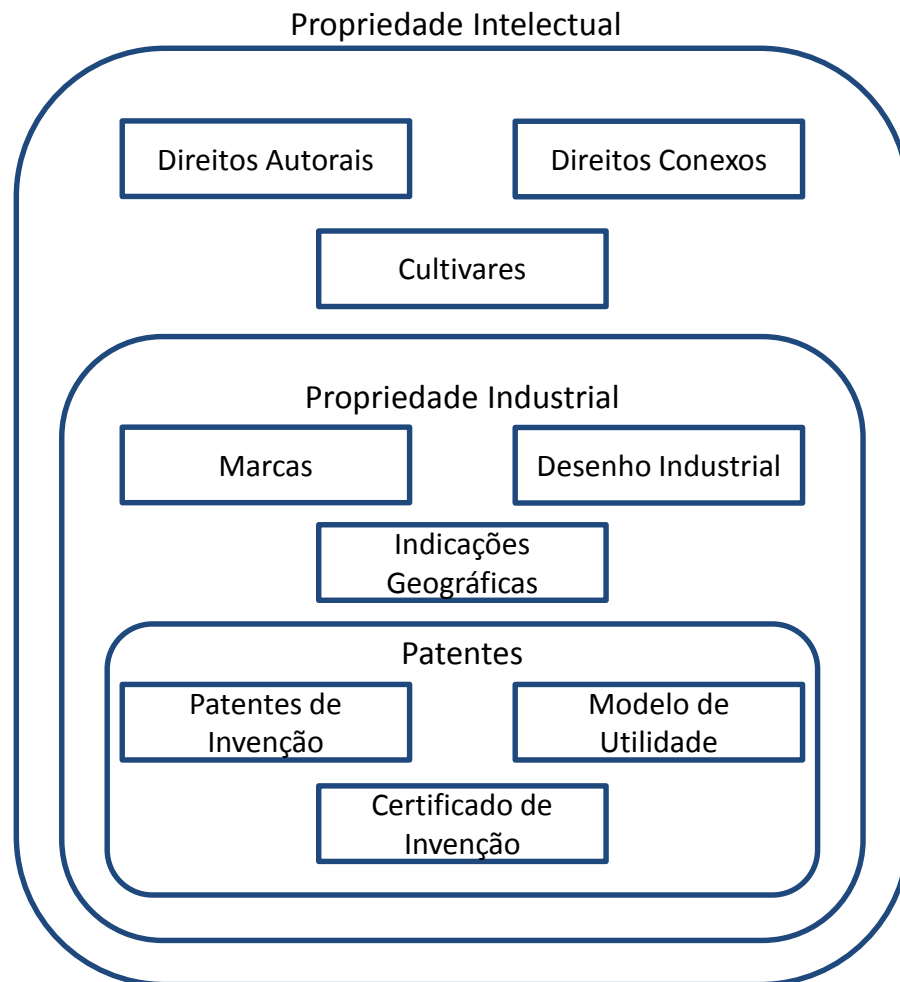 Propriedade Intelectual
Direitos Autorais
Direitos Conexos
Cultivares
Propriedade Industrial
Marcas
Desenho Industrial
Indicações
Geográficas
Patentes
Patentes de
Invenção
Modelo de
Utilidade
Certificado de
Invenção